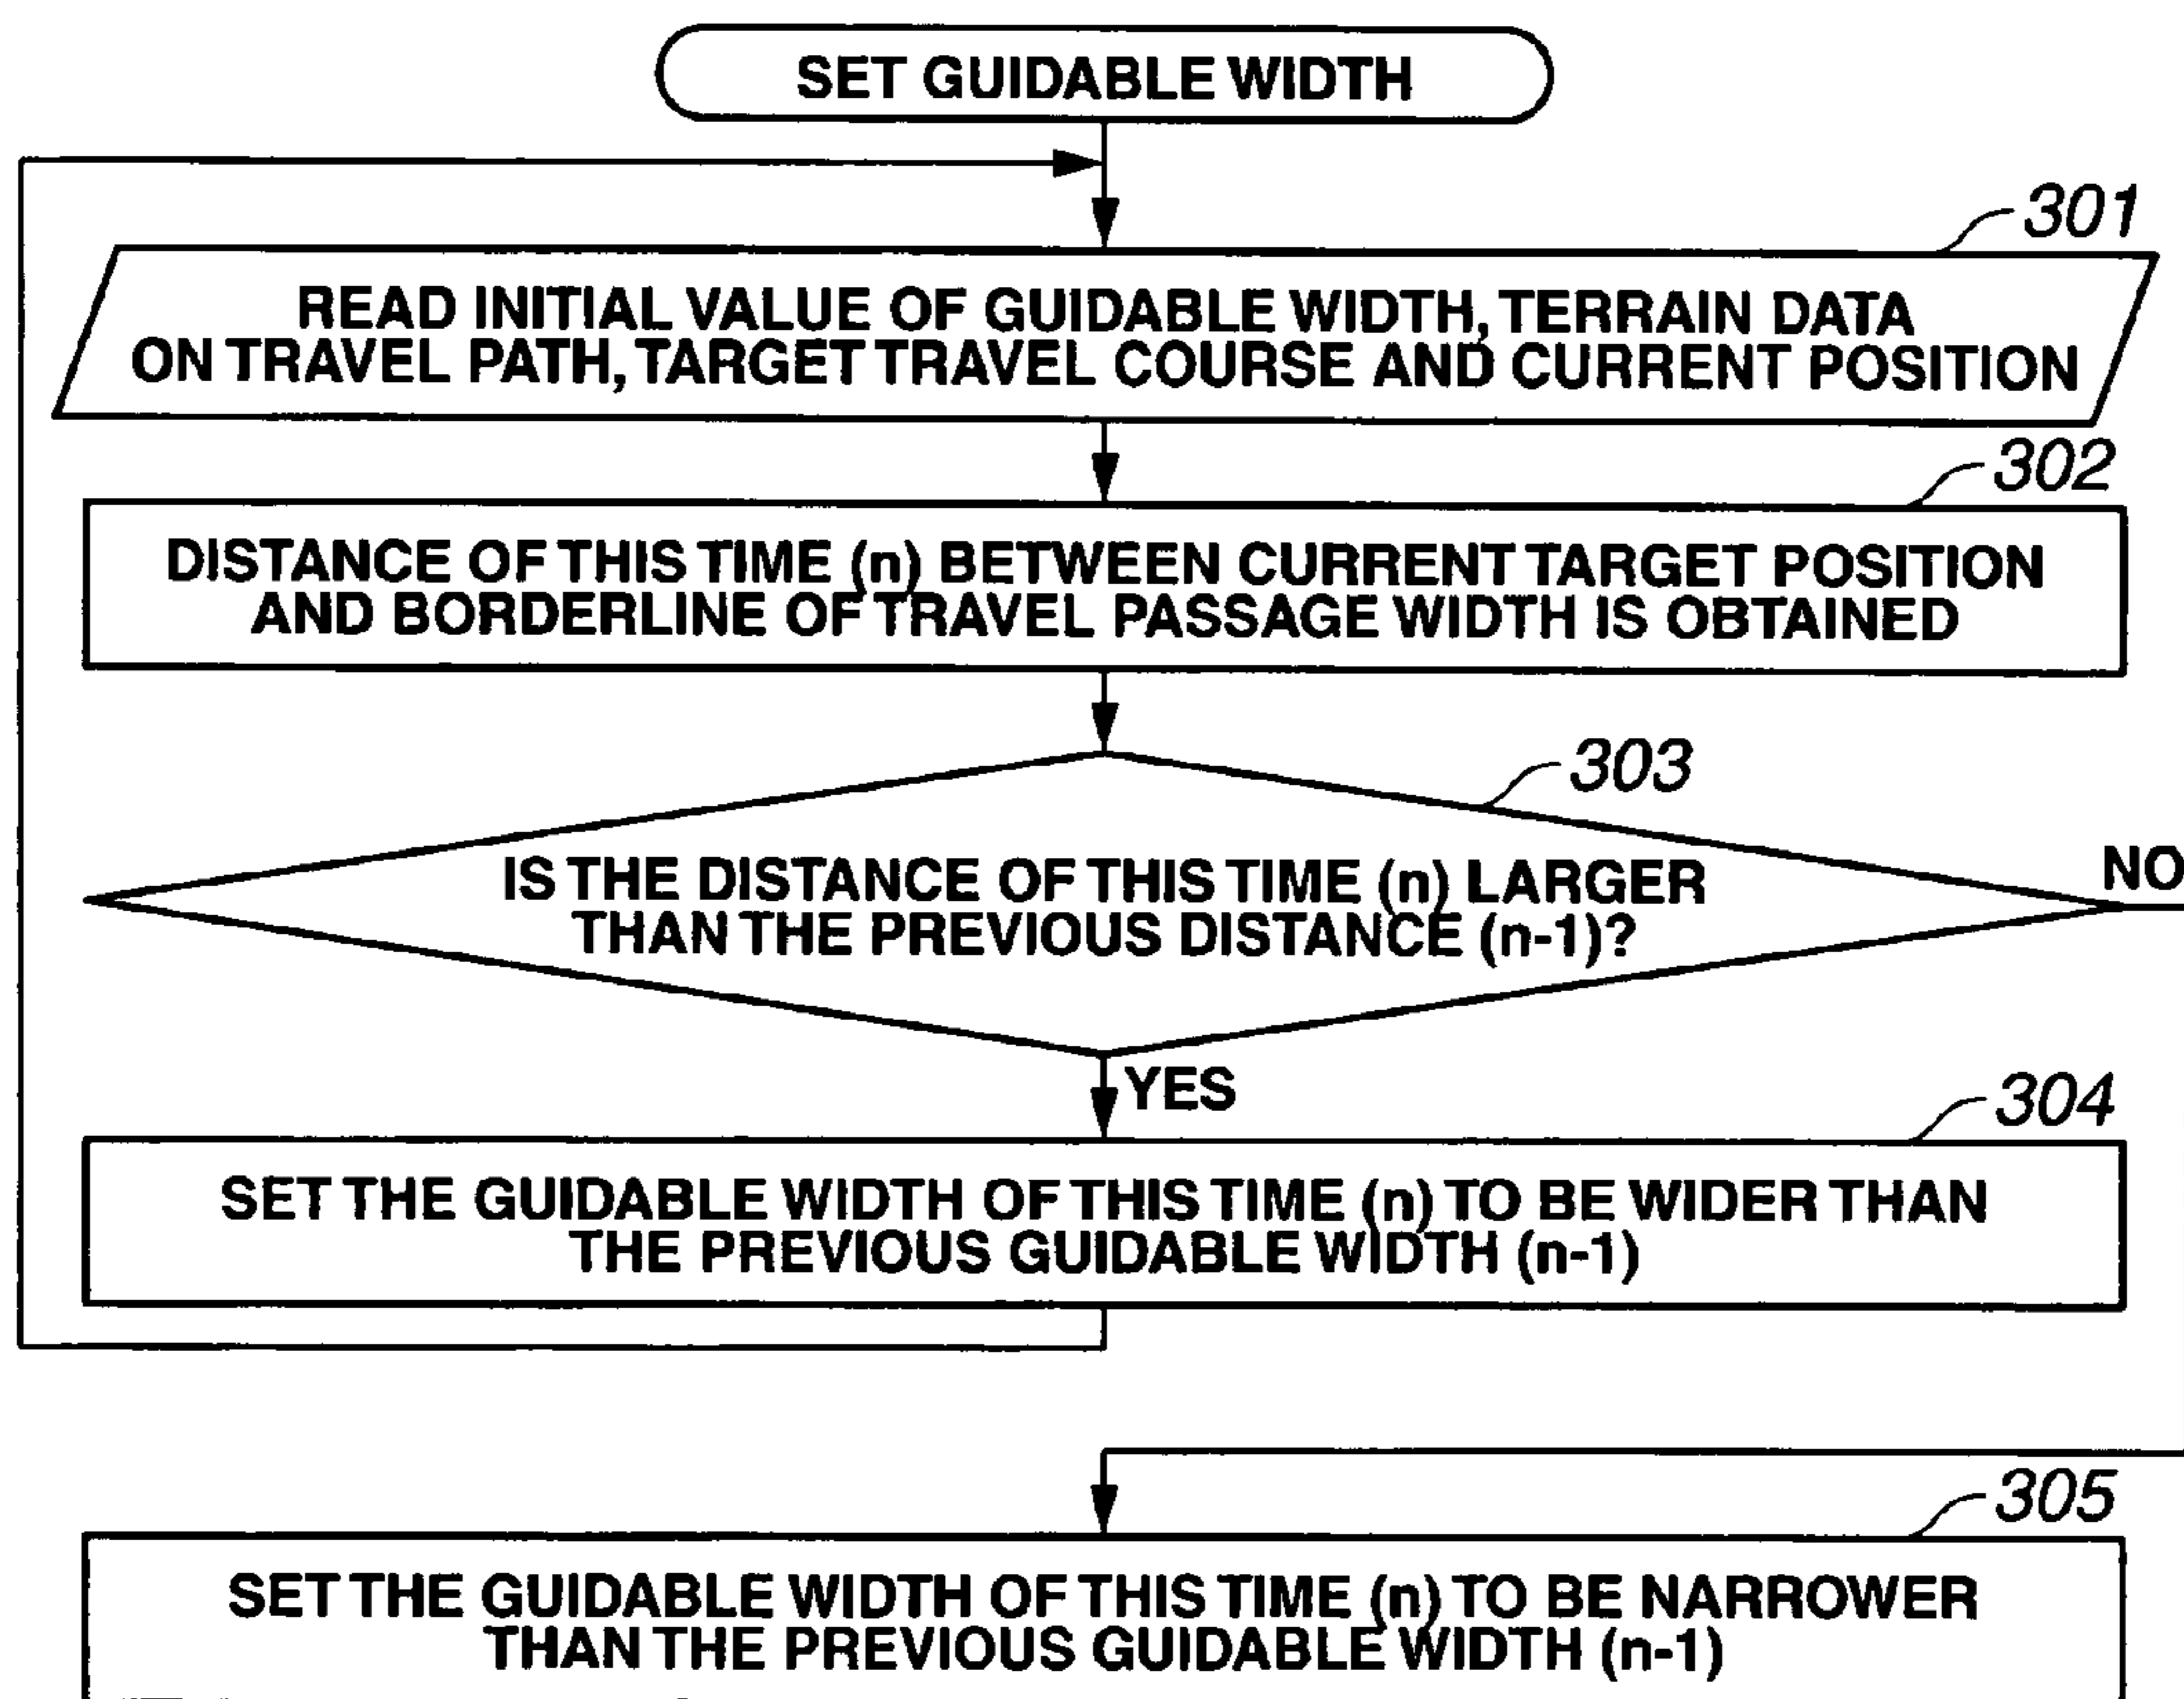 SET GUIDABLE WIDTH
301
READ INITIAL VALUE OF GUIDABLE WIDTH, TERRAIN DATA
ON TRAVEL PATH, TARGET TRAVEL COURSE AND CURRENT POSITION
302
DISTANCE OF THIS TIME (n) BETWEEN CURRENT TARGET POSITION
AND BORDERLINE OF TRAVEL PASSAGE WIDTH IS OBTAINED
303
IS THE DISTANCE OF THIS TIME (n) LARGER
THAN THE PREVIOUS DISTANCE (n-1)?
NO
YES
304
SET THE GUIDABLE WIDTH OF THIS TIME (n) TO BE WIDER THAN
THE PREVIOUS GUIDABLE WIDTH (n-1)
305
SET THE GUIDABLE WIDTH OF THIS TIME (n) TO BE NARROWER
THAN THE PREVIOUS GUIDABLE WIDTH (n-1)